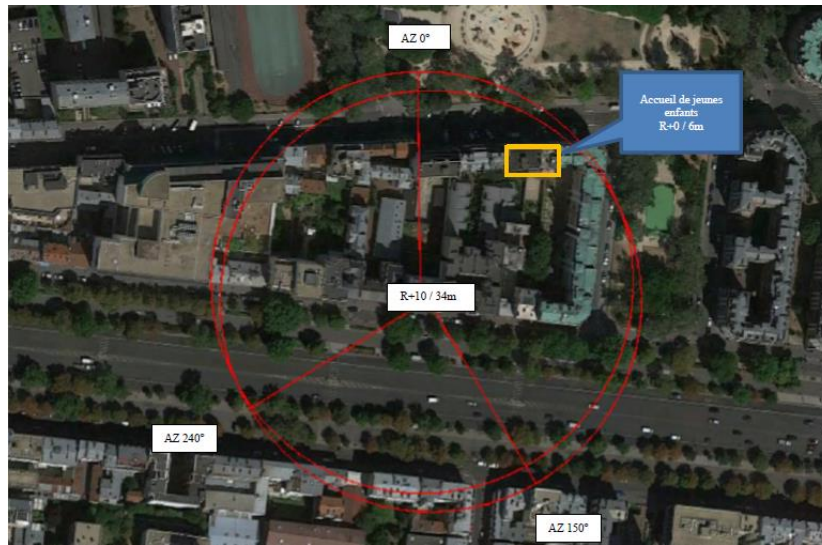 AZ 0°
Accueil de jeunes
enfants
R+0 / 6m
R+10 / 34m
AZ 240°
AZ 150°